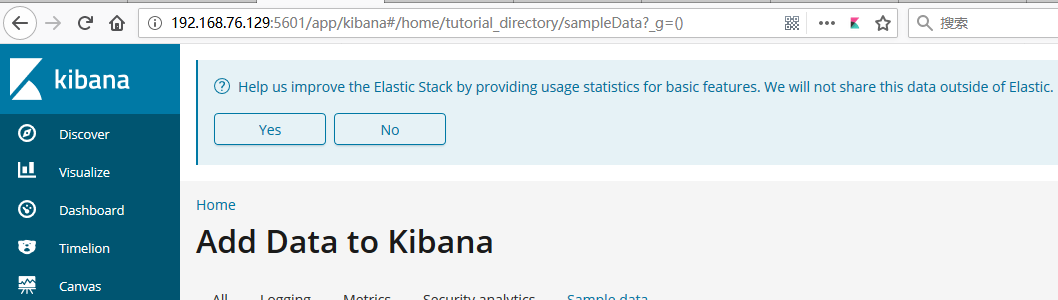 192.168.76.129:5601/app/kibana#/home/tutorial_directory/sampleData?_g=()
搜索
kibana
Help us improve the Elastic Stack by providing usage statistics for basic features. We will not share this data outside of Elastic.
Yes No
Discover
Visualize
Dashboard
Timelion
Canvas
Home
Add Data to Kibana
All Logging Metrics Security analytics Sample data